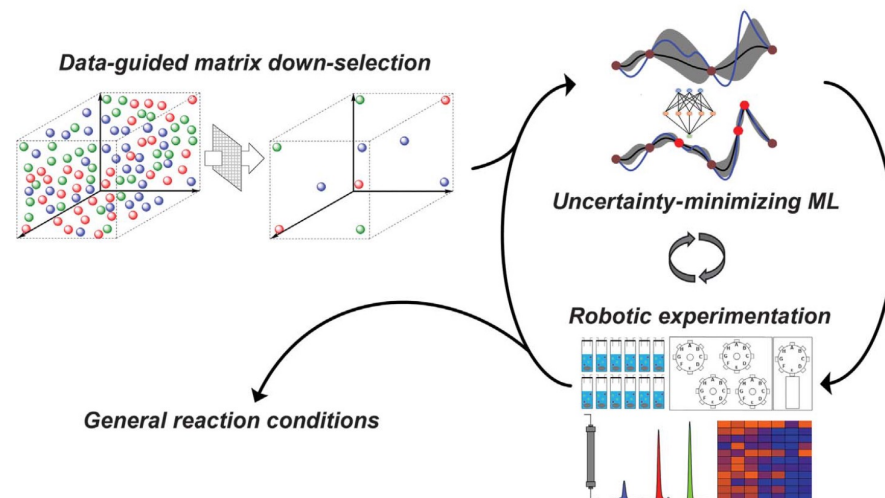 Data-guided matrix down-selection
Uncertainty-minimizing ML
Robotic experimentation
General reaction conditions